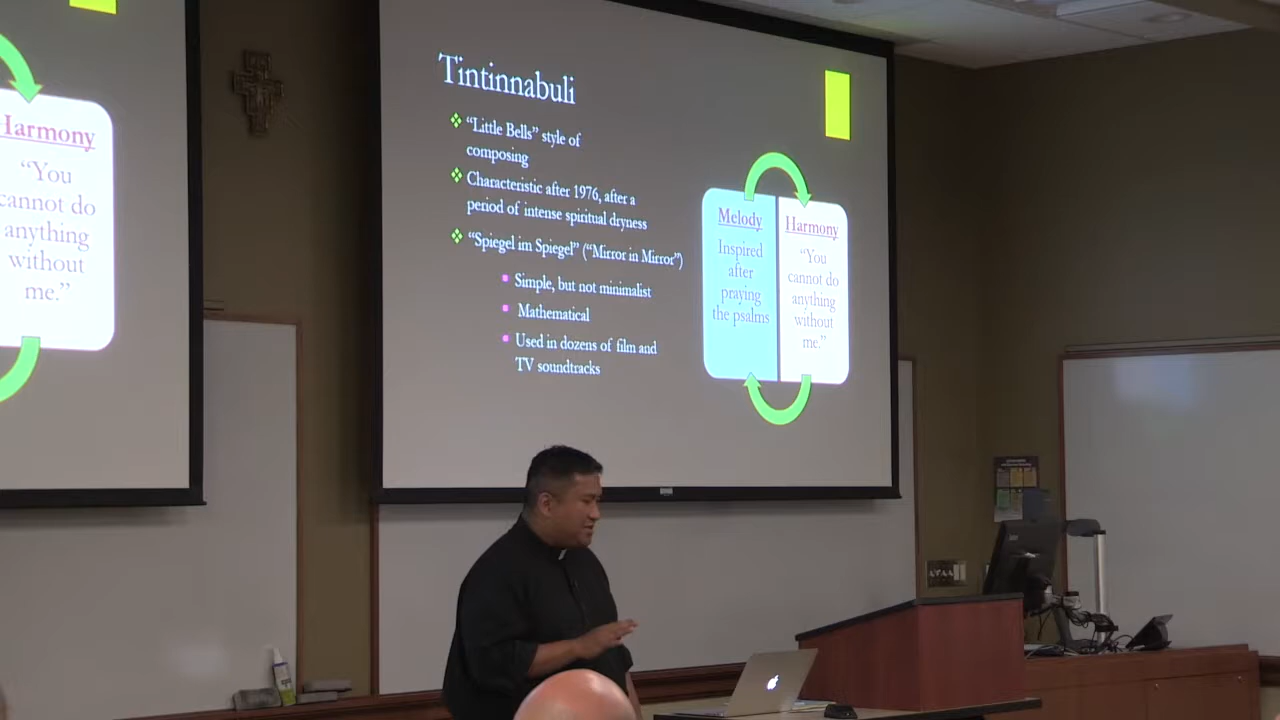 Harmony
“You
cannot do
anything
without
me.”
Tintinnabuli
“Little Bells” style of
composing
Characteristic after 1976, after a
period of intense spiritual dryness
“Spiegel im Spiegel” (“Mirror in Mirror”)
Simple, but not minimalist
Mathematical
Used in dozens of film and
TV soundtracks
Melody
Inspired
after
praying
the psalms
Harmony
“You
cannot do
anything
without
me.”